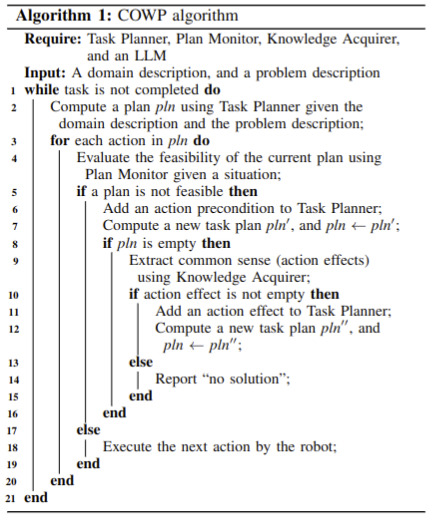 Algorithm 1: COWP algorithm
Require: Task Planner, Plan Monitor, Knowledge Acquirer,
and an LLM
Input: A domain description, and a problem description
1 while task is not completed do
2 Compute a plan pln using Task Planner given the
domain description and the problem description;
3 for each action in pln do
4 Evaluate the feasibility of the current plan using
Plan Monitor given a situation;
5 if a plan is not feasible then
6 Add an action precondition to Task Planner;
7 Compute a new task plan pln′, and pln ← pln′;
8 if pln is empty then
9 Extract common sense (action effects)
using Knowledge Acquirer;
10 if action effect is not empty then
11 Add an action effect to Task Planner;
12 Compute a new task plan pln′′, and
pln ← pln′′;
13 else
14 Report “no solution”;
15 end
16 end
17 else
18 Execute the next action by the robot;
19 end
20 end
21 end